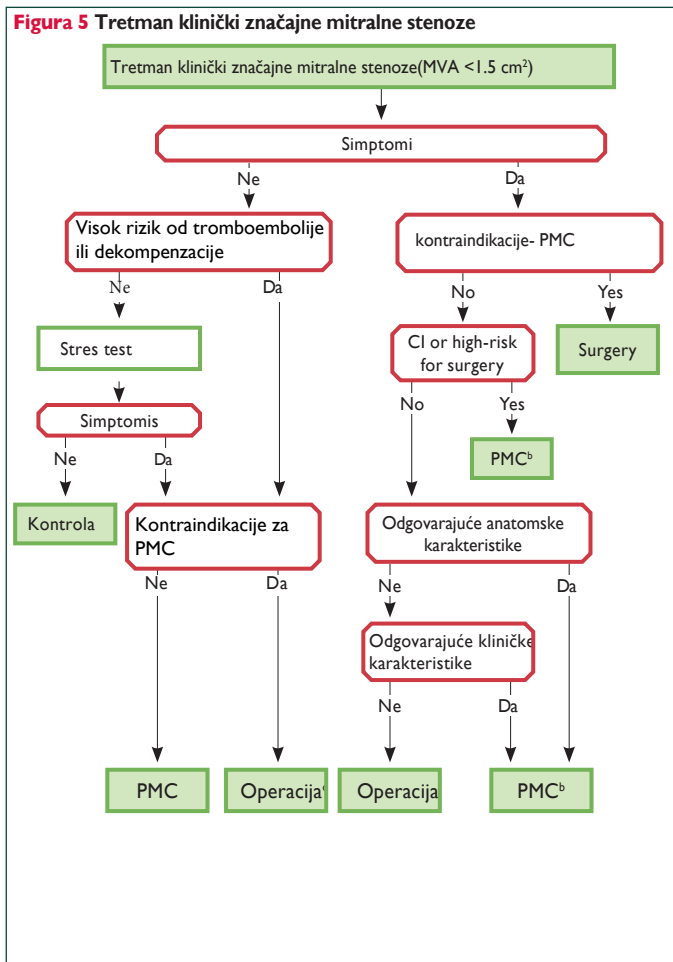 Figura 5 Tretman klinički značajne mitralne stenoze
Tretman klinički značajne mitralne stenoze(MVA <1.5 cm²)
Simptomi
Ne
Da
Visok rizik od tromboembolije
ili dekompenzacije
kontraindikacije- PMC
Ne
Da
No
Yes
Stres test
CI or high-risk
for surgery
Surgery
Simptomis
No
Yes
Ne
Da
PMCᵇ
Kontrola
Kontraindikacije za
PMC
Odgovarajuće anatomske
karakteristike
Ne
Da
Ne
Da
Odgovarajuće kliničke
karakteristike
Ne
Da
PMC
Operacija
Operacija
PMCᵇ